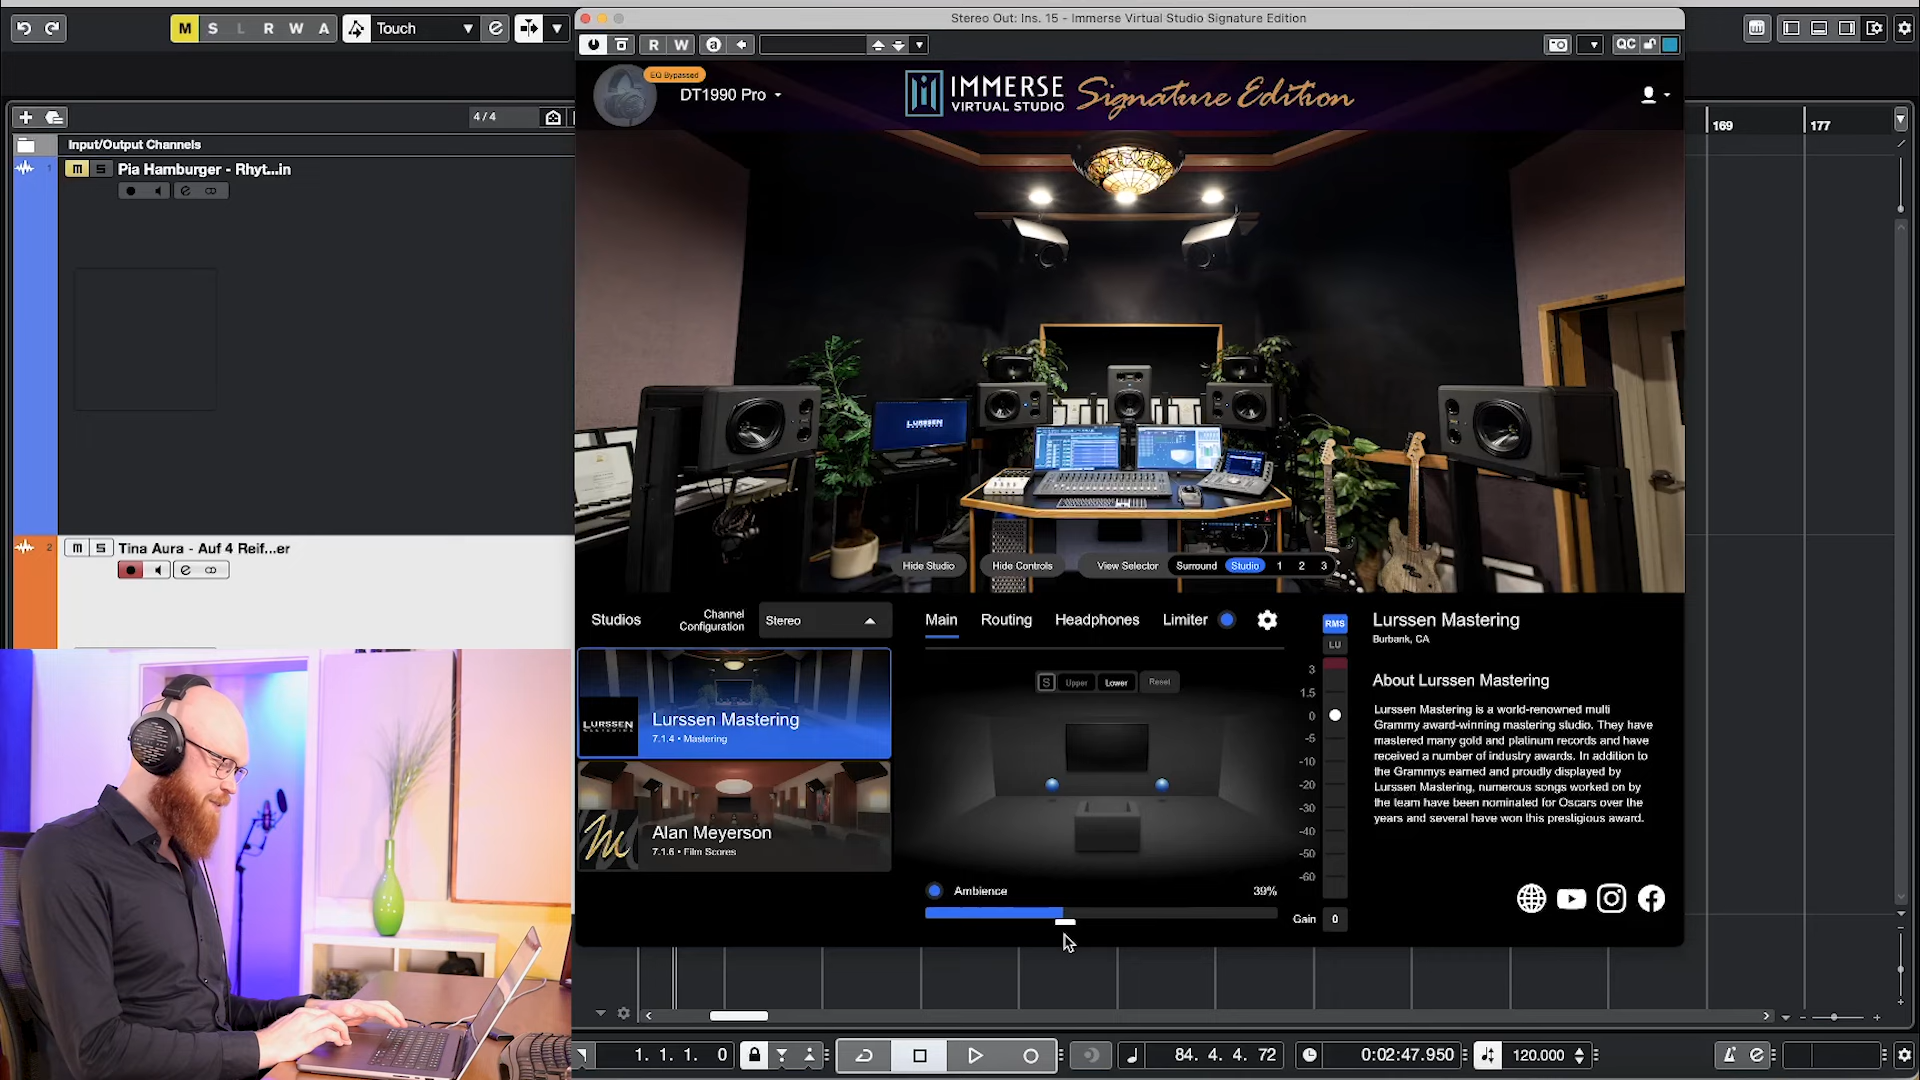 Stereo Out: Ins. 15 - Immerse Virtual Studio Signature Edition
M S L R W A Touch
R W a QC
EQ Bypassed
DT1990 Pro
IMMERSE
VIRTUAL STUDIO
Signature Edition
4/4
169 177
Input/Output Channels
1 m S Pia Hamburger - Rhyt...in
2 m S Tina Aura - Auf 4 Reif...er
LURSSEN
Hide Studio Hide Controls View Selector Surround Studio 1 2 3
Studios
Channel
Configuration
Stereo
Main Routing Headphones Limiter
RMS
LU
3
1.5
0
-5
-10
-20
-30
-40
-50
-60
Gain 0
LURSSEN
MASTERING
Lurssen Mastering
7.1.4 • Mastering
Alan Meyerson
7.1.6 • Film Scores
S Upper Lower Reset
Ambience 39%
Lurssen Mastering
Burbank, CA
About Lurssen Mastering
Lurssen Mastering is a world-renowned multi
Grammy award-winning mastering studio. They have
mastered many gold and platinum records and have
received a number of industry awards. In addition to
the Grammys earned and proudly displayed by
Lurssen Mastering, numerous songs worked on by
the team have been nominated for Oscars over the
years and several have won this prestigious award.
1. 1. 1. 0
84. 4. 4. 72
0:02:47.950
120.000